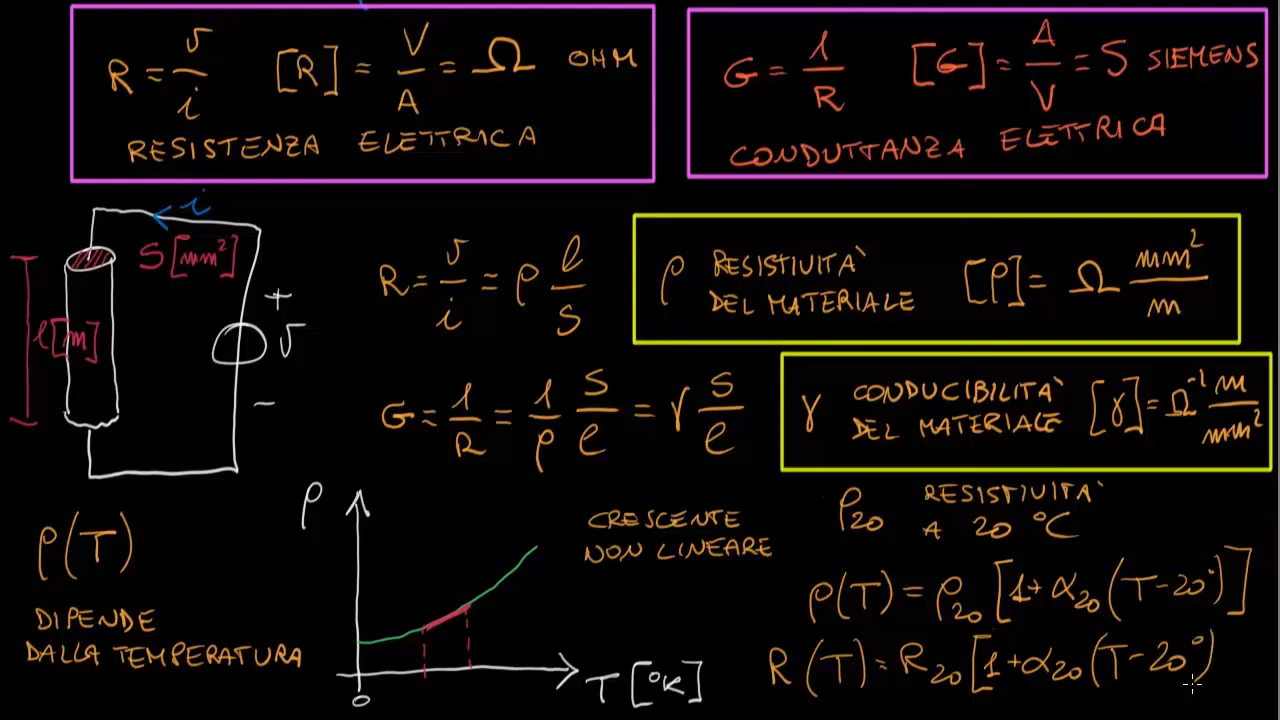 R = v/i [R] = V/A = Ω OHM
RESISTENZA ELETTRICA
G = 1/R [G] = A/V = S SIEMENS
CONDUTTANZA ELETTRICA
i
S [mm²]
l [m]
+
v
−
R = v/i = ρ l/S
ρ RESISTIVITA' DEL MATERIALE [ρ] = Ω mm²/m
G = 1/R = 1/ρ S/l = γ S/l
γ CONDUCIBILITA' DEL MATERIALE [γ] = Ω⁻¹ m/mm²
ρ(T)
DIPENDE
DALLA TEMPERATURA
ρ
0
T [°K]
CRESCENTE
NON LINEARE
ρ20 RESISTIVITA'
A 20 °C
ρ(T) = ρ20 [1+α20 (T-20°)]
R(T) = R20 [1+α20 (T-20°)